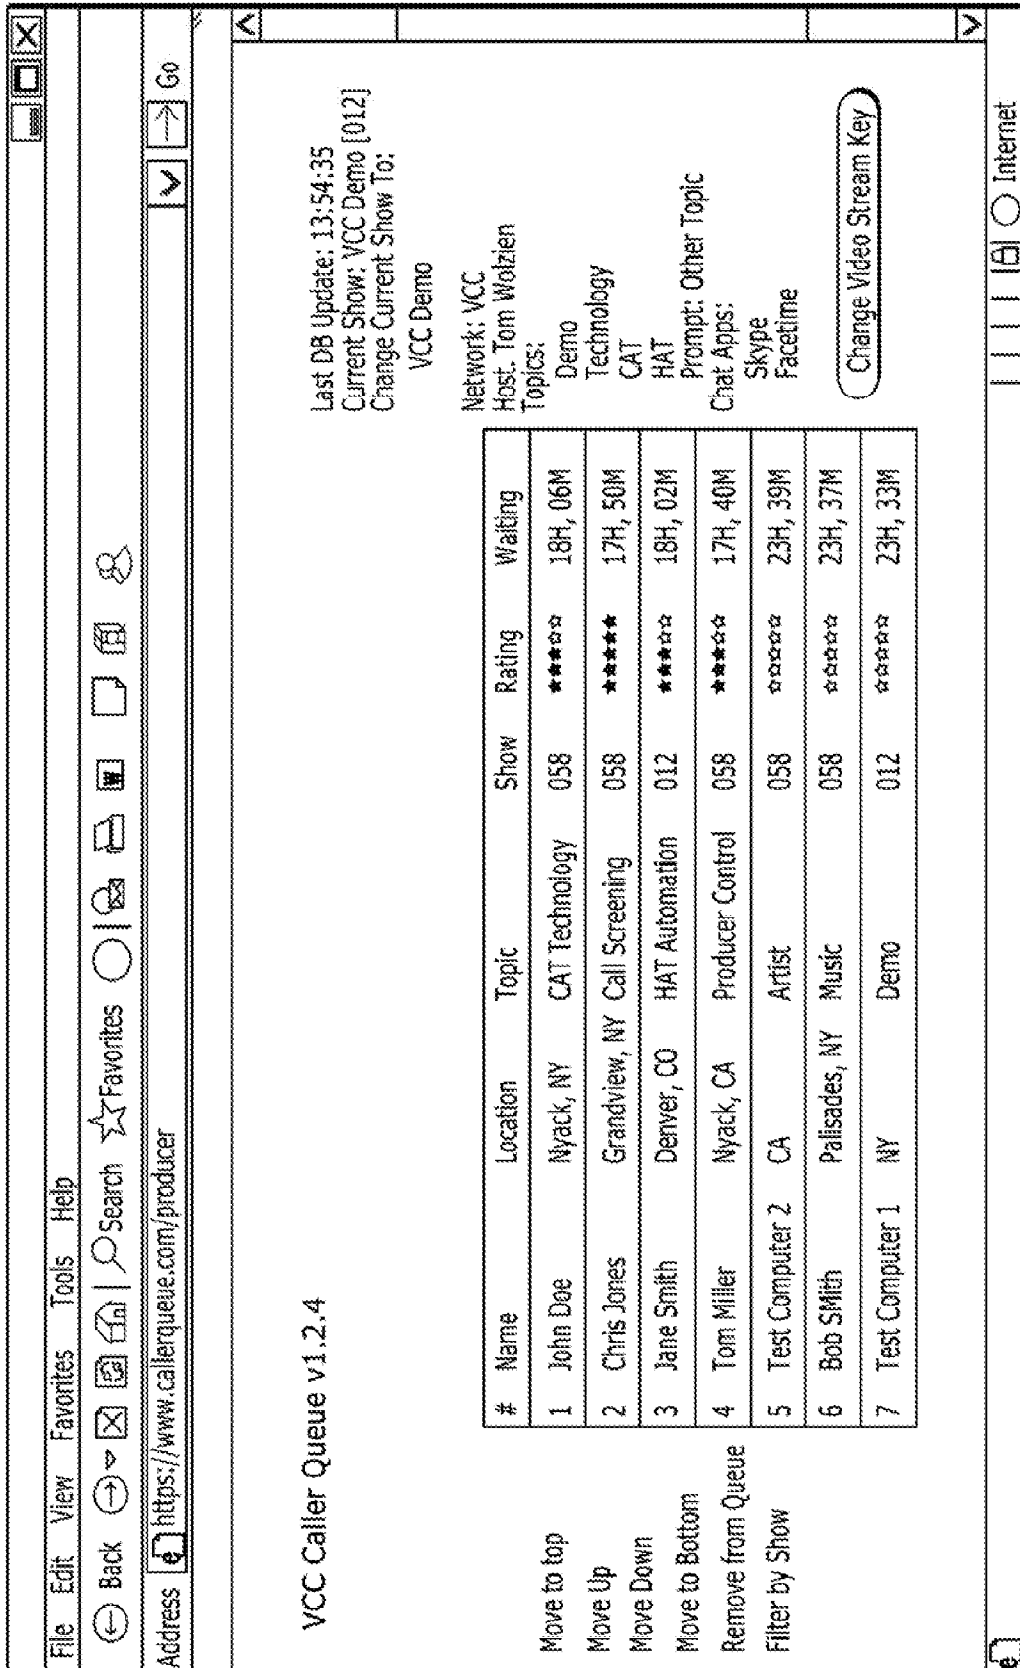 File Edit View Favorites Tools Help
Back Search Favorites W
Address e https://www.callerqueue.com/producer Go
VCC Caller Queue v1.2.4
Last DB Update: 13:54:35
Current Show: VCC Demo [012]
Change Current Show To:
VCC Demo
Network: VCC
Host. Tom Wolzien
Topics:
Demo
Technology
CAT
HAT
Prompt: Other Topic
Chat Apps:
Skype
Facetime
Change Video Stream Key
Move to top
Move Up
Move Down
Move to Bottom
Remove from Queue
Filter by Show
# Name Location Topic Show Rating Waiting
1 John Doe Nyack, NY CAT Technology 058 ★★★☆☆ 18H, 06M
2 Chris Jones Grandview, NY Call Screening 058 ★★★★★ 17H, 50M
3 Jane Smith Denver, CO HAT Automation 012 ★★★☆☆ 18H, 02M
4 Tom Miller Nyack, CA Producer Control 058 ★★★☆☆ 17H, 40M
5 Test Computer 2 CA Artist 058 ☆☆☆☆☆ 23H, 39M
6 Bob SMith Palisades, NY Music 058 ☆☆☆☆☆ 23H, 37M
7 Test Computer 1 NY Demo 012 ☆☆☆☆☆ 23H, 33M
e Internet